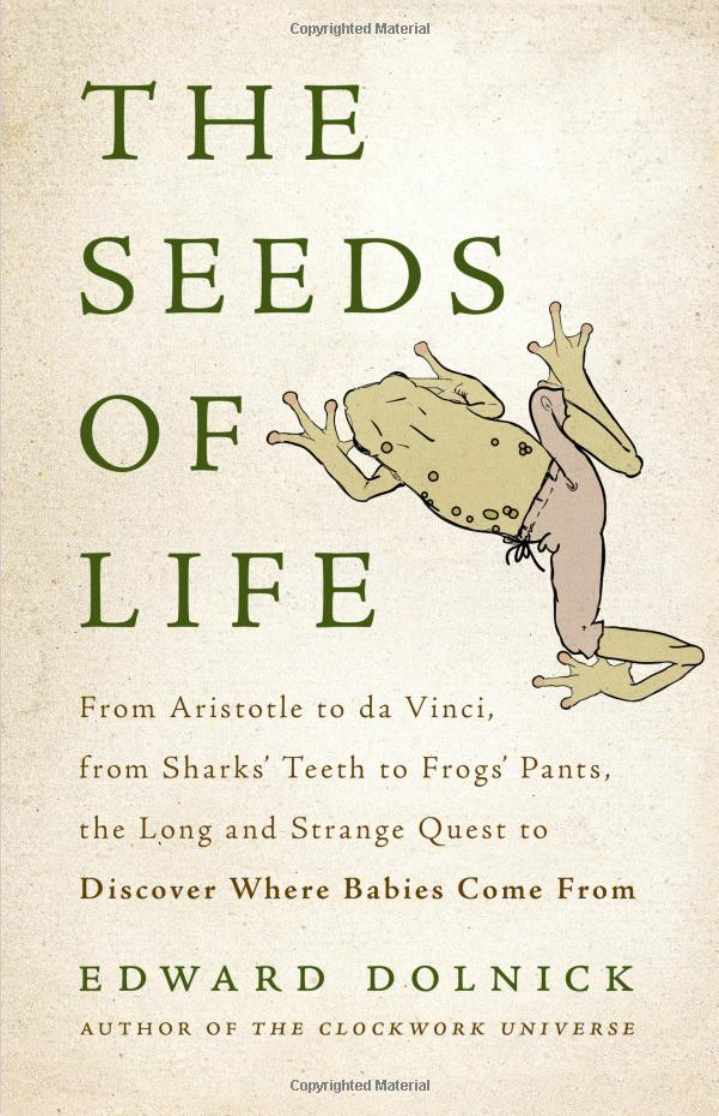 Copyrighted Material
THE
SEEDS
OF
LIFE
From Aristotle to da Vinci,
from Sharks’ Teeth to Frogs’ Pants,
the Long and Strange Quest to
Discover Where Babies Come From
EDWARD DOLNICK
AUTHOR OF THE CLOCKWORK UNIVERSE
Copyrighted Material